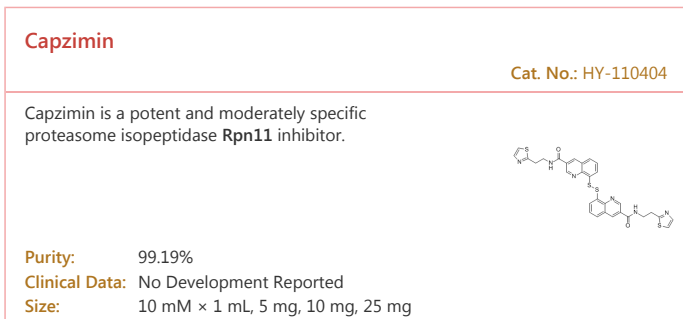 Capzimin
Cat. No.: HY-110404
Capzimin is a potent and moderately specific
proteasome isopeptidase Rpn11 inhibitor.
Purity: 99.19%
Clinical Data: No Development Reported
Size: 10 mM × 1 mL, 5 mg, 10 mg, 25 mg